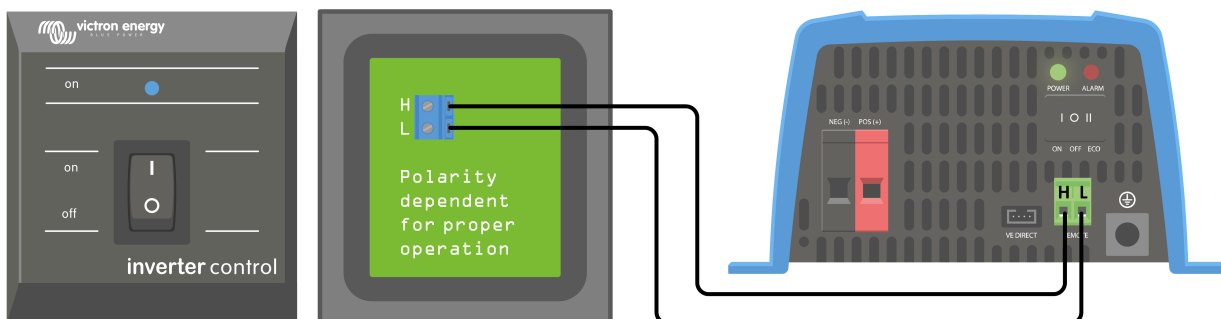 victron energy
BLUE POWER
on
on
off
I
O
inverter control
H
L
Polarity
dependent
for proper
operation
NEG (-) POS (+)
POWER ALARM
I O II
ON OFF ECO
H L
VE DIRECT
EMOTE